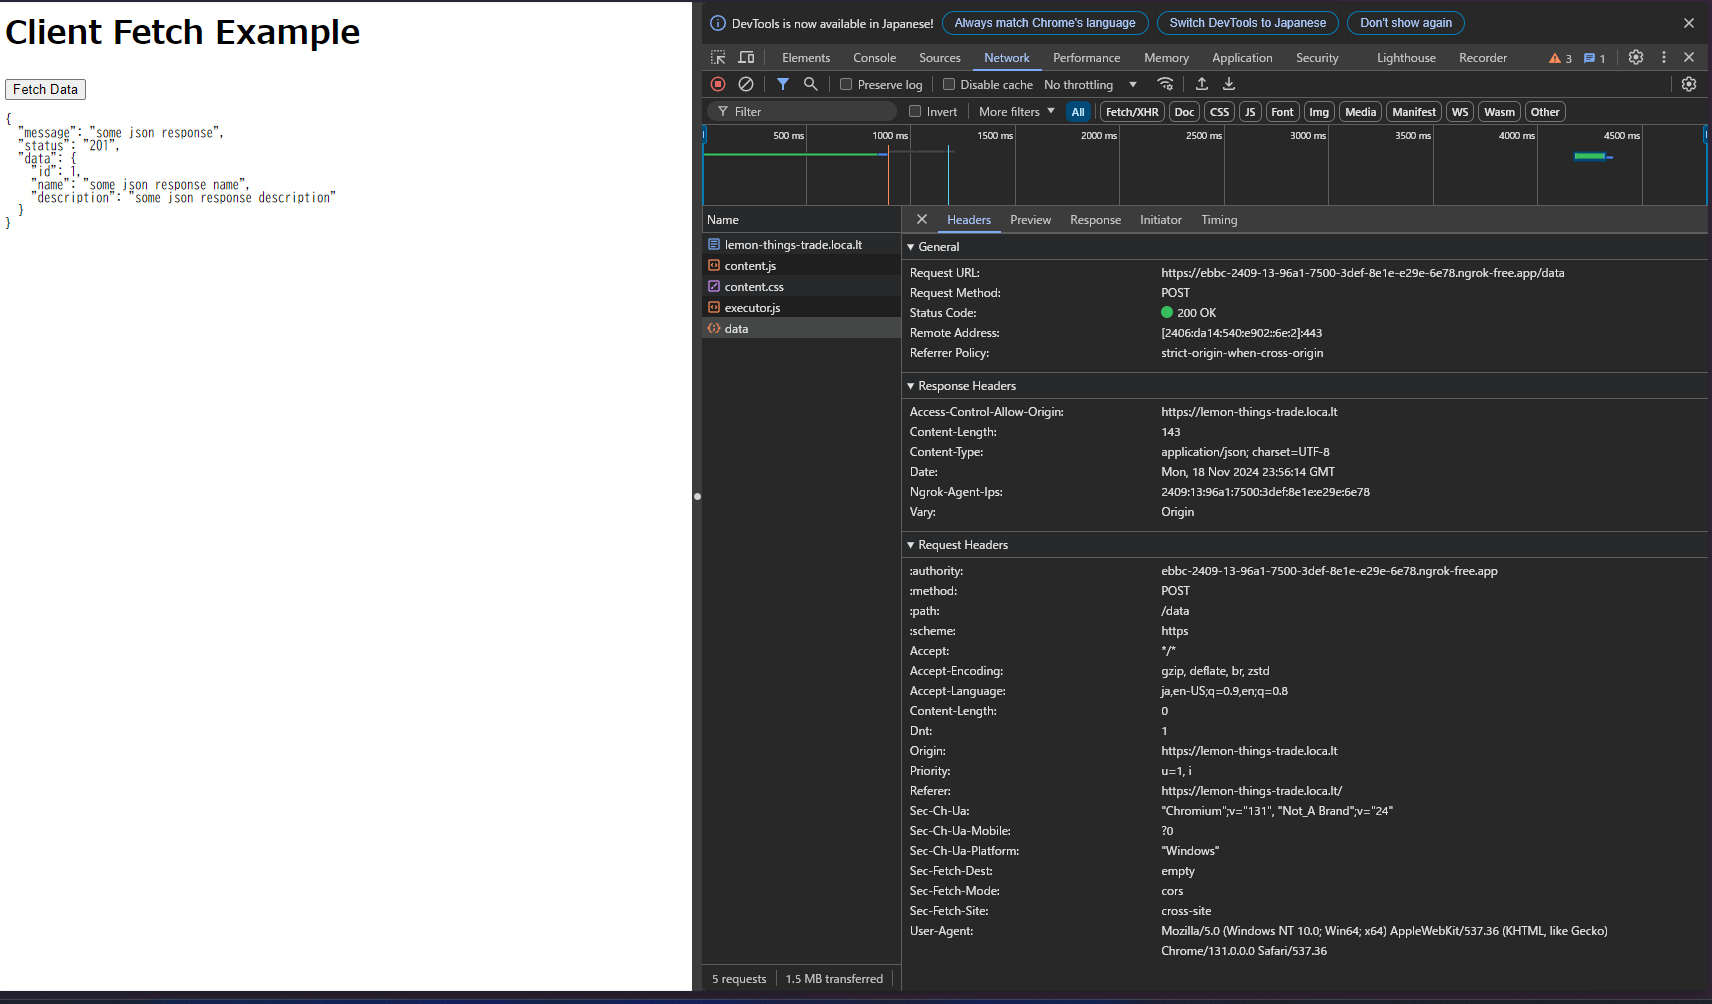 Client Fetch Example
Fetch Data
{
"message": "some json response",
"status": "201",
"data": {
"id": 1,
"name": "some json response name",
"description": "some json response description"
}
}
DevTools is now available in Japanese! Always match Chrome's language Switch DevTools to Japanese Don't show again
Elements Console Sources Network Performance Memory Application Security Lighthouse Recorder 3 1
Preserve log Disable cache No throttling
Filter Invert More filters All Fetch/XHR Doc CSS JS Font Img Media Manifest WS Wasm Other
500 ms 1000 ms 1500 ms 2000 ms 2500 ms 3000 ms 3500 ms 4000 ms 4500 ms
Name
lemon-things-trade.loca.lt
content.js
content.css
executor.js
data
Headers Preview Response Initiator Timing
General
Request URL: https://ebbc-2409-13-96a1-7500-3def-8e1e-e29e-6e78.ngrok-free.app/data
Request Method: POST
Status Code: 200 OK
Remote Address: [2406:da14:540:e902::6e:2]:443
Referrer Policy: strict-origin-when-cross-origin
Response Headers
Access-Control-Allow-Origin: https://lemon-things-trade.loca.lt
Content-Length: 143
Content-Type: application/json; charset=UTF-8
Date: Mon, 18 Nov 2024 23:56:14 GMT
Ngrok-Agent-Ips: 2409:13:96a1:7500:3def:8e1e:e29e:6e78
Vary: Origin
Request Headers
:authority: ebbc-2409-13-96a1-7500-3def-8e1e-e29e-6e78.ngrok-free.app
:method: POST
:path: /data
:scheme: https
Accept: */*
Accept-Encoding: gzip, deflate, br, zstd
Accept-Language: ja,en-US;q=0.9,en;q=0.8
Content-Length: 0
Dnt: 1
Origin: https://lemon-things-trade.loca.lt
Priority: u=1, i
Referer: https://lemon-things-trade.loca.lt/
Sec-Ch-Ua: "Chromium";v="131", "Not_A Brand";v="24"
Sec-Ch-Ua-Mobile: ?0
Sec-Ch-Ua-Platform: "Windows"
Sec-Fetch-Dest: empty
Sec-Fetch-Mode: cors
Sec-Fetch-Site: cross-site
User-Agent: Mozilla/5.0 (Windows NT 10.0; Win64; x64) AppleWebKit/537.36 (KHTML, like Gecko)
Chrome/131.0.0.0 Safari/537.36
5 requests 1.5 MB transferred